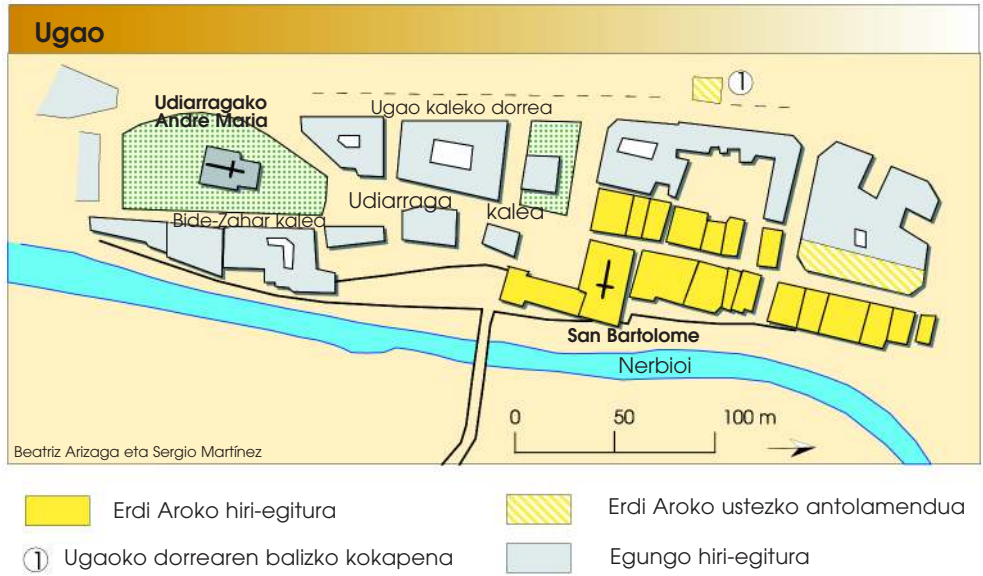 Ugao
1
Udiarragako
Andre Maria
Ugao kaleko dorrea
Udiarraga kalea
Bide-Zahar kalea
San Bartolome
Nerbioi
0 50 100 m
Beatriz Arizaga eta Sergio Martínez
Erdi Aroko hiri-egitura
Erdi Aroko ustezko antolamendua
1 Ugaoko dorrearen balizko kokapena
Egungo hiri-egitura